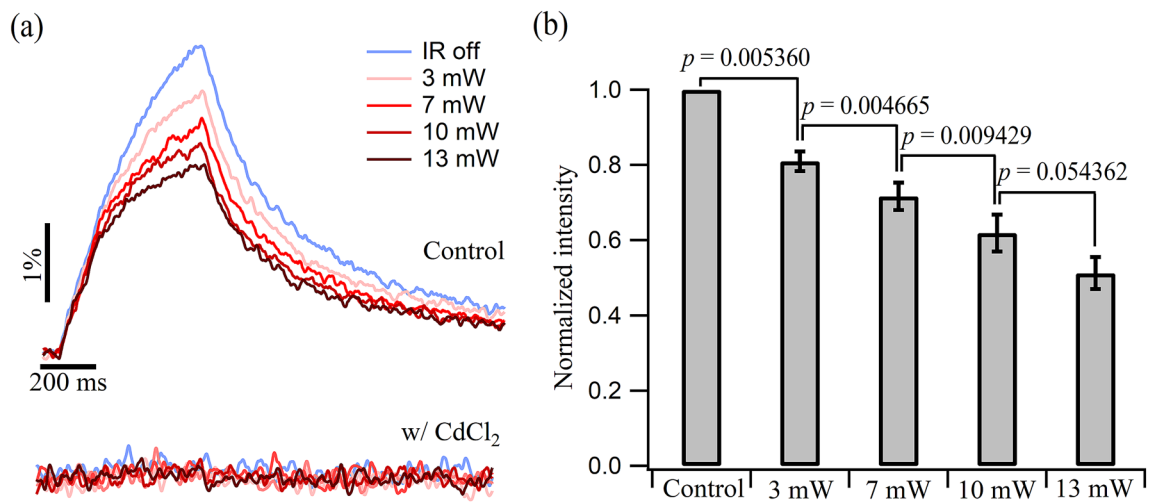 (a)
IR off
3 mW
7 mW
10 mW
13 mW
1%
Control
200 ms
w/ CdCl₂
(b)
p = 0.005360
p = 0.004665
p = 0.009429
p = 0.054362
Normalized intensity
1.0
0.8
0.6
0.4
0.2
0.0
Control 3 mW 7 mW 10 mW 13 mW